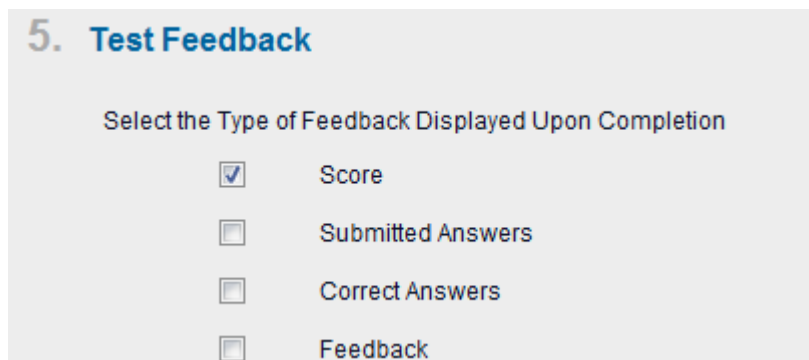 5. Test Feedback
Select the Type of Feedback Displayed Upon Completion
Score
Submitted Answers
Correct Answers
Feedback